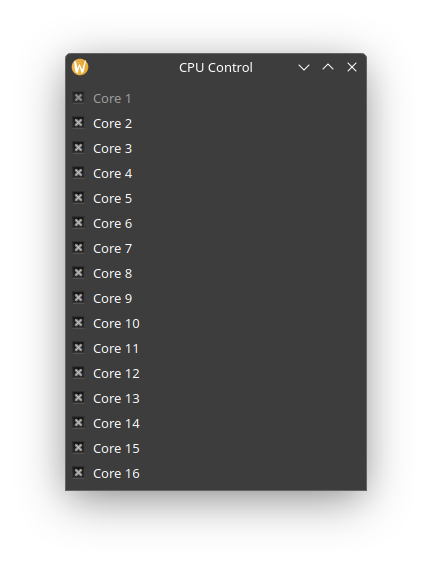 CPU Control
Core 1
Core 2
Core 3
Core 4
Core 5
Core 6
Core 7
Core 8
Core 9
Core 10
Core 11
Core 12
Core 13
Core 14
Core 15
Core 16